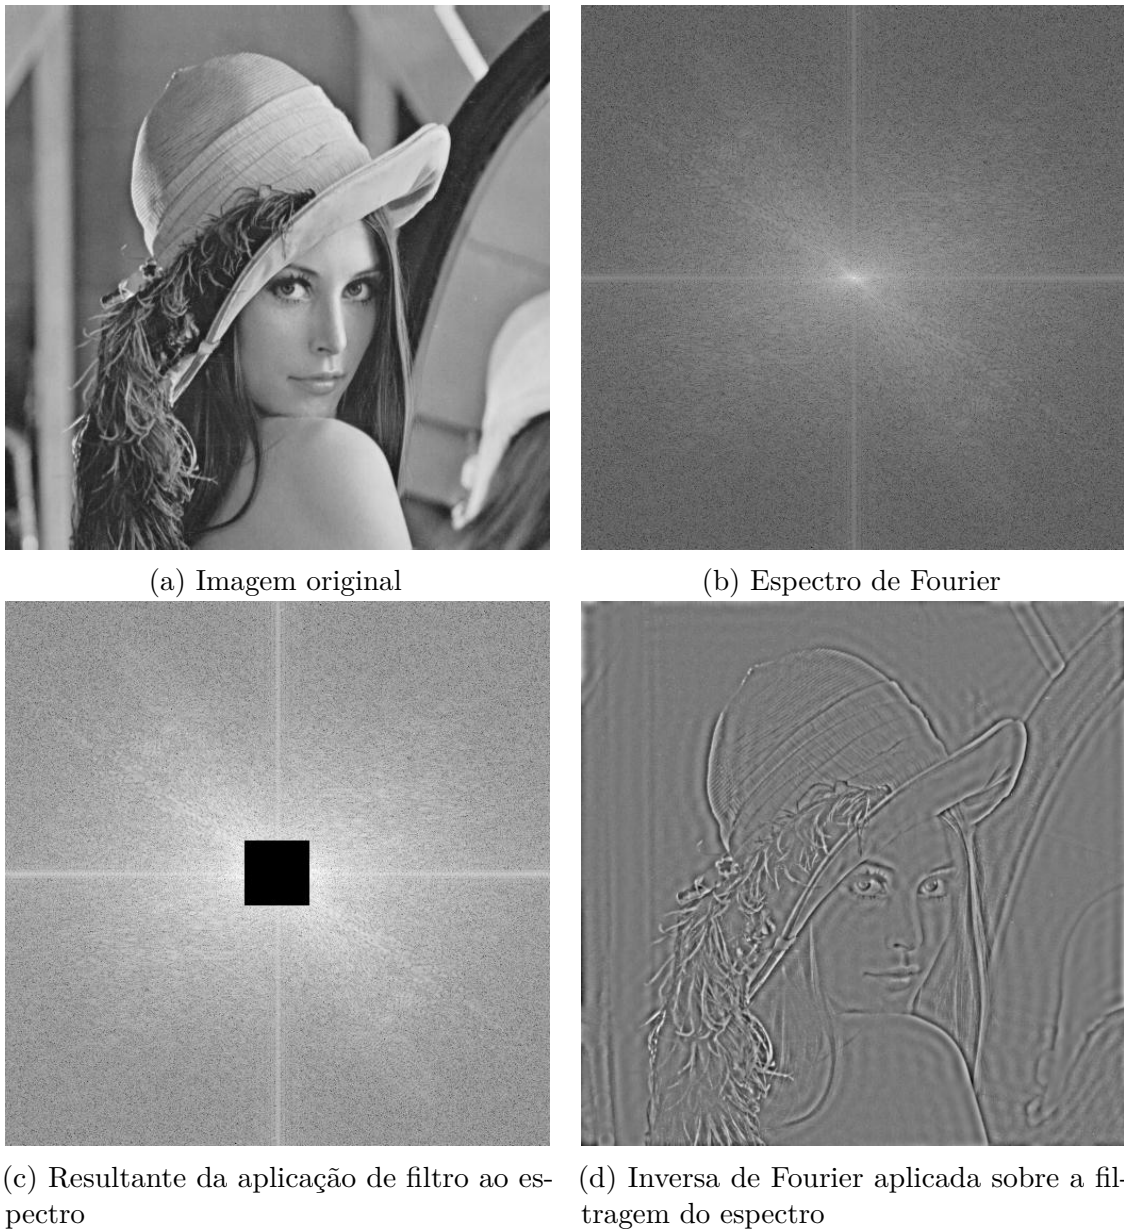 (a) Imagem original
(b) Espectro de Fourier
(c) Resultante da aplicação de filtro ao es-
pectro
(d) Inversa de Fourier aplicada sobre a fil-
tragem do espectro